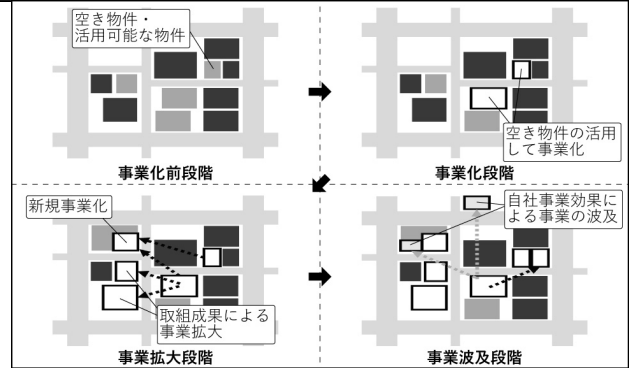 空き物件・
活用可能な物件
事業化前段階
空き物件の活用
して事業化
事業化段階
新規事業化
取組成果による
事業拡大
事業拡大段階
自社事業効果に
よる事業の波及
事業波及段階